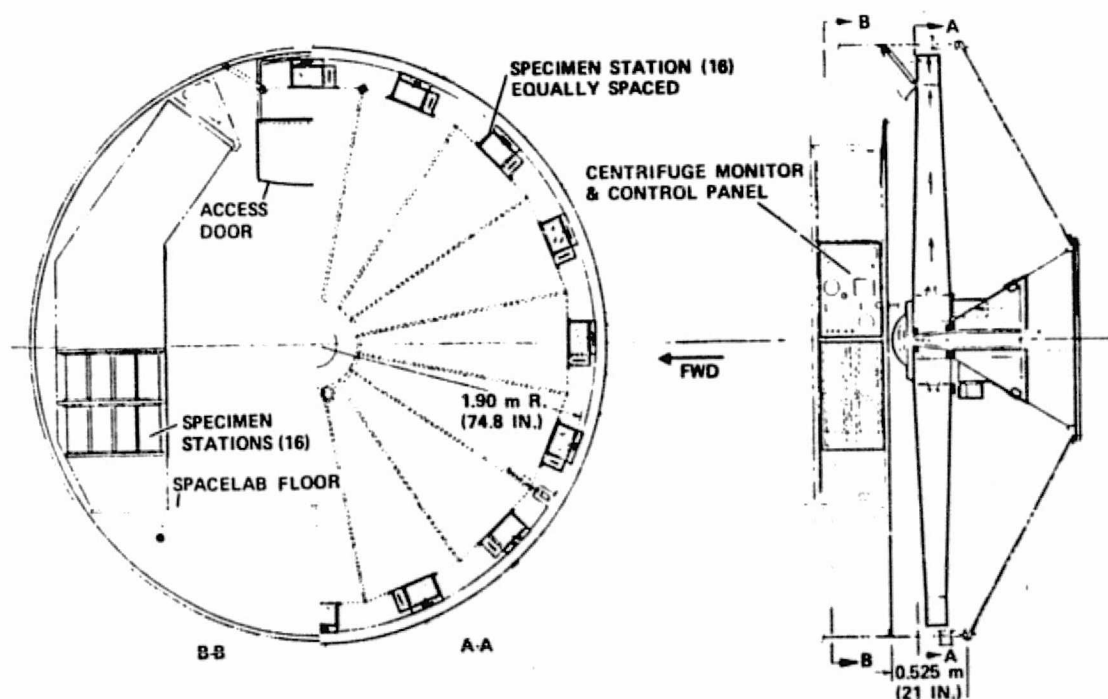 SPECIMEN STATION (16)
EQUALLY SPACED
CENTRIFUGE MONITOR
& CONTROL PANEL
ACCESS
DOOR
FWD
1.90 m R.
(74.8 IN.)
SPECIMEN
STATIONS (16)
SPACELAB FLOOR
B-B
A-A
B
A
B
A
0.525 m
(21 IN.)